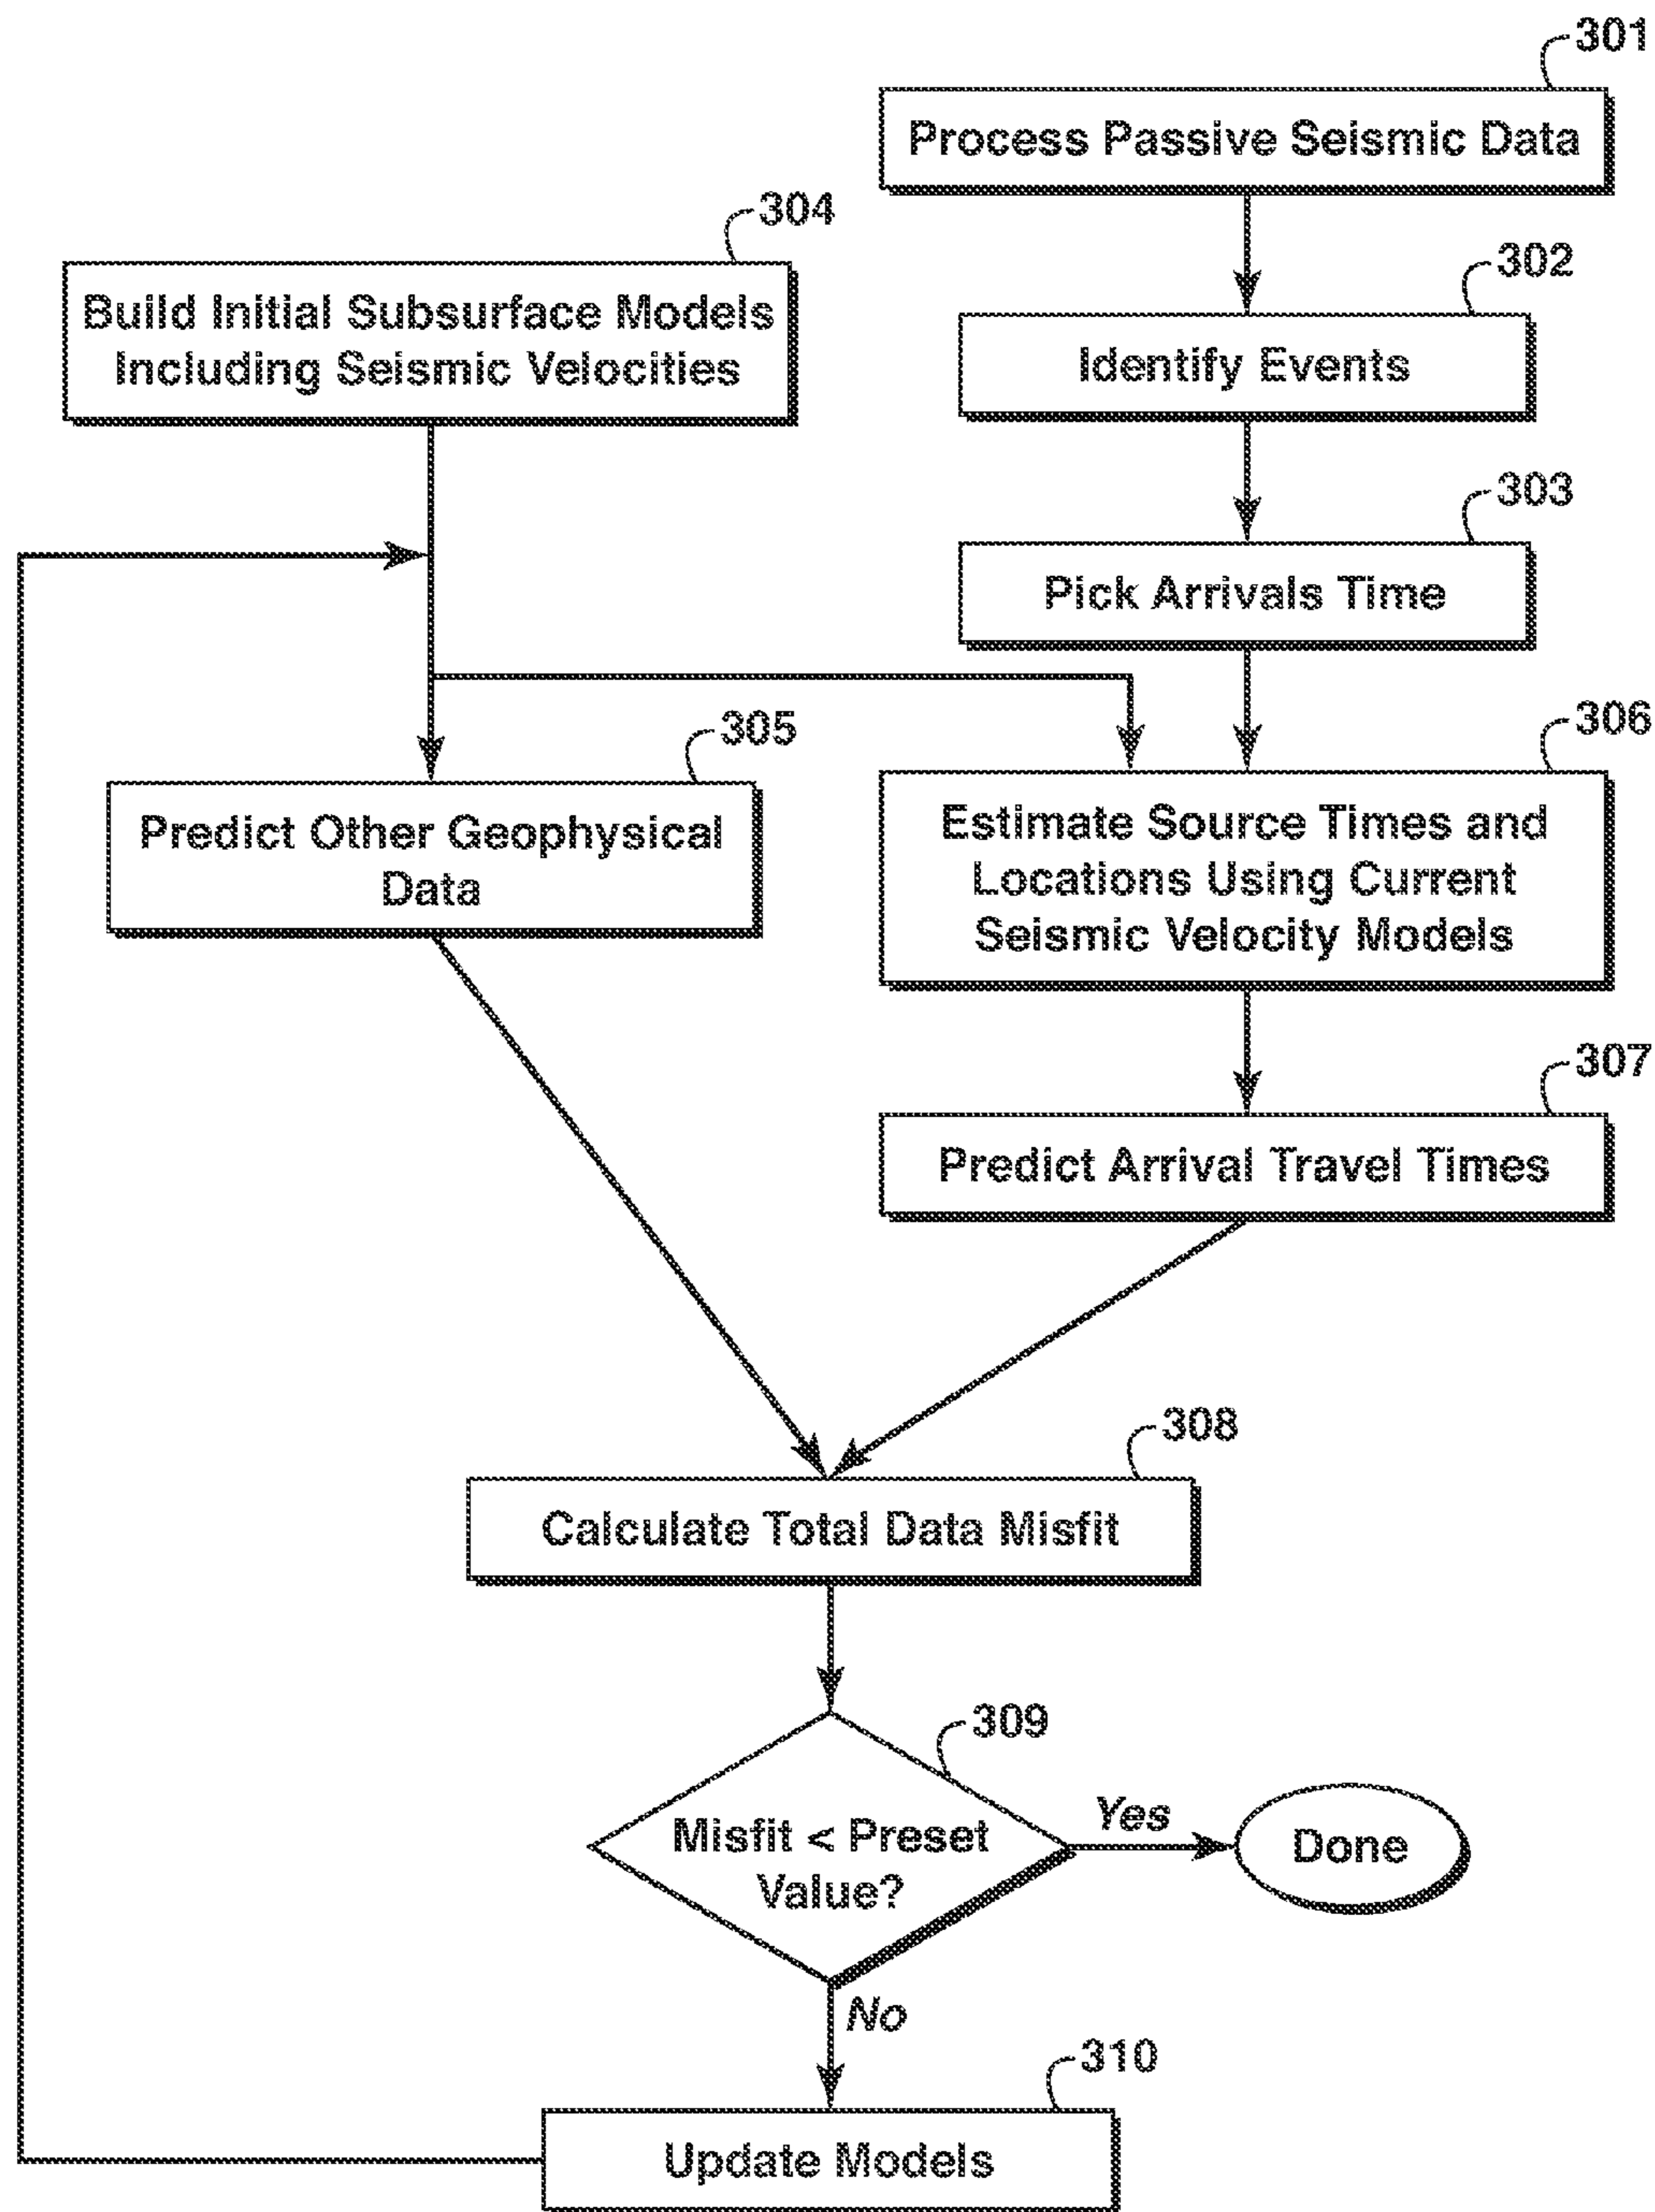 301
Process Passive Seismic Data
304
Build Initial Subsurface Models
Including Seismic Velocities
302
Identify Events
303
Pick Arrivals Time
305
Predict Other Geophysical
Data
306
Estimate Source Times and
Locations Using Current
Seismic Velocity Models
307
Predict Arrival Travel Times
308
Calculate Total Data Misfit
309
Misfit < Preset
Value?
Yes
Done
No
310
Update Models